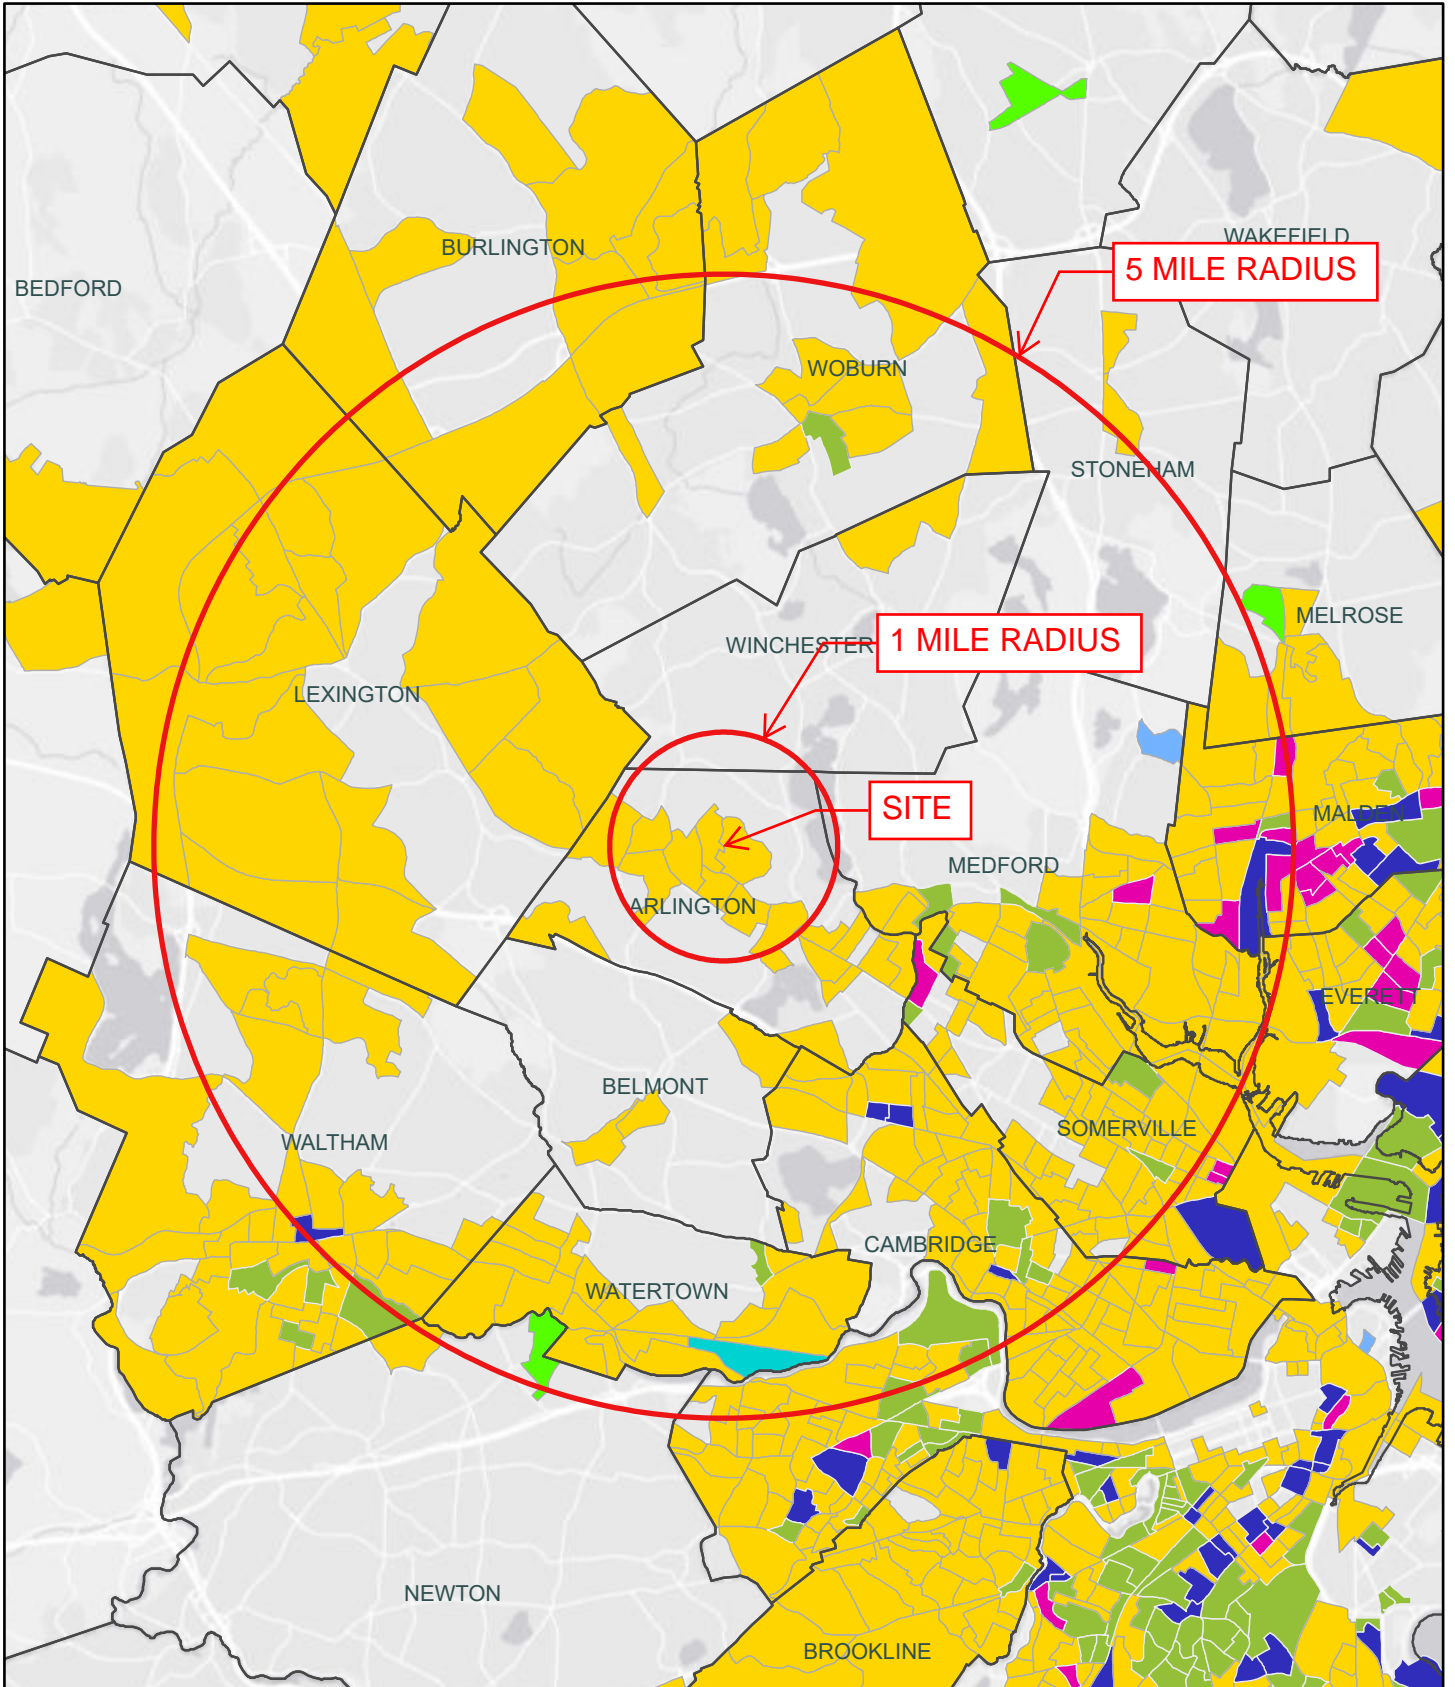 WAKEFIELD
BURLINGTON
5 MILE RADIUS
BEDFORD
WOBURN
STONEHAM
MELROSE
WINCHESTER
1 MILE RADIUS
LEXINGTON
SITE
MALDEN
MEDFORD
ARLINGTON
EVERETT
BELMONT
SOMERVILLE
WALTHAM
CAMBRIDGE
WATERTOWN
NEWTON
BROOKLINE